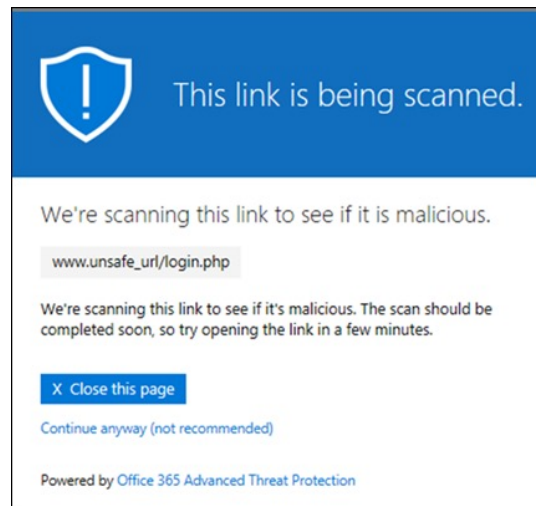 This link is being scanned.
We're scanning this link to see if it is malicious.
www.unsafe_url/login.php
We're scanning this link to see if it's malicious. The scan should be
completed soon, so try opening the link in a few minutes.
X Close this page
Continue anyway (not recommended)
Powered by Office 365 Advanced Threat Protection